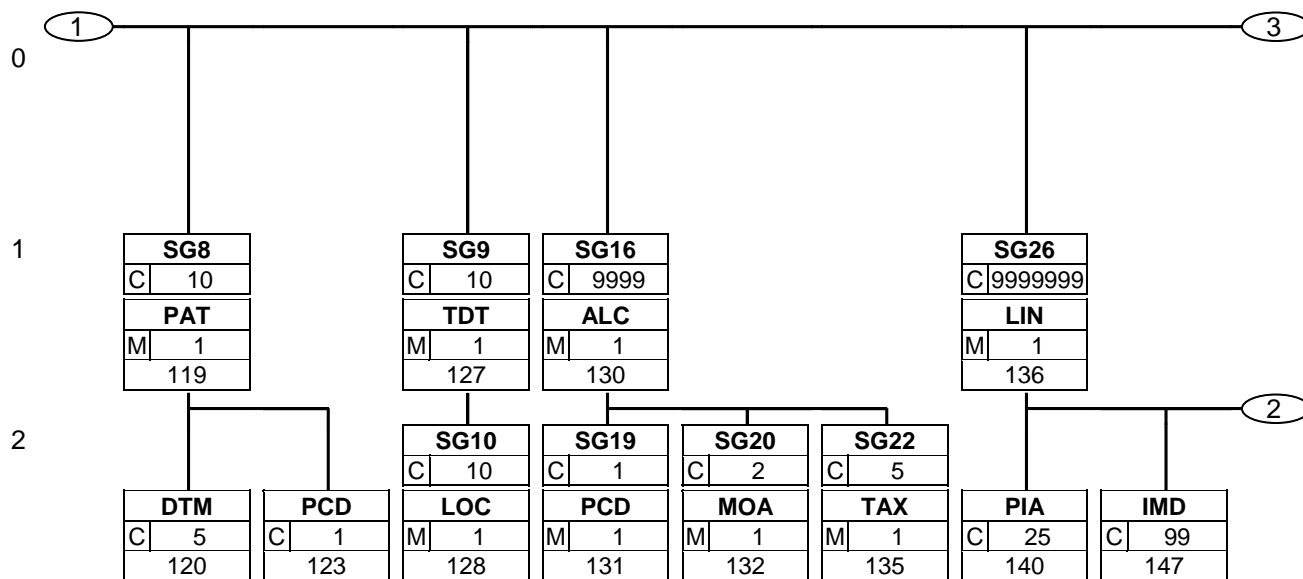 1 3
0
1 SG8 SG9 SG16 SG26
C 10 C 10 C 9999 C 9999999
PAT TDT ALC LIN
M 1 M 1 M 1 M 1
119 127 130 136
2
2 SG10 SG19 SG20 SG22
C 10 C 1 C 2 C 5
DTM PCD LOC PCD MOA TAX PIA IMD
C 5 C 1 M 1 M 1 M 1 M 1 C 25 C 99
120 123 128 131 132 135 140 147